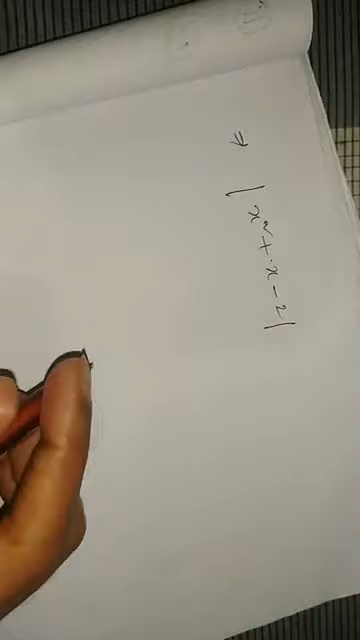 | x² + x - 2 |